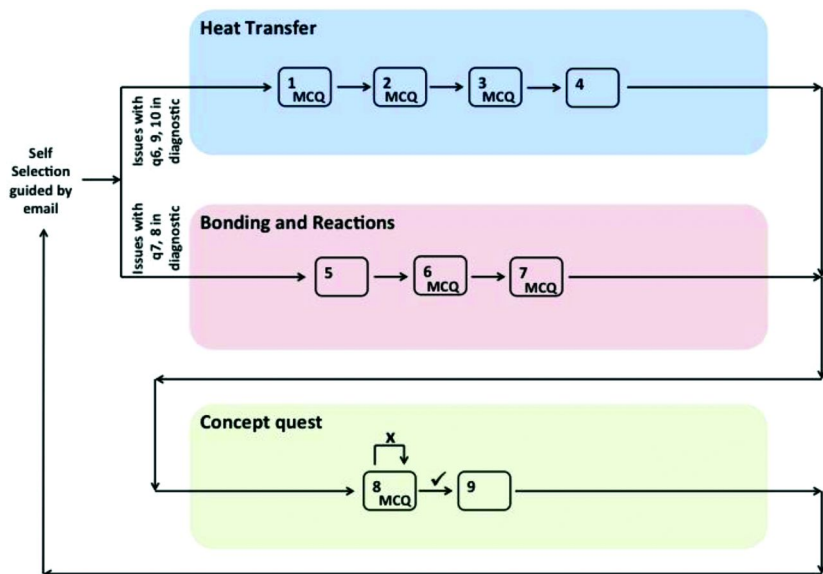 Heat Transfer
1
MCQ
2
MCQ
3
MCQ
4
Issues with
q6, 9, 10 in
diagnostic
Self
Selection
guided by
email
Issues with
q7, 8 in
diagnostic
Bonding and Reactions
5
6
MCQ
7
MCQ
Concept quest
X
8
MCQ
✓
9